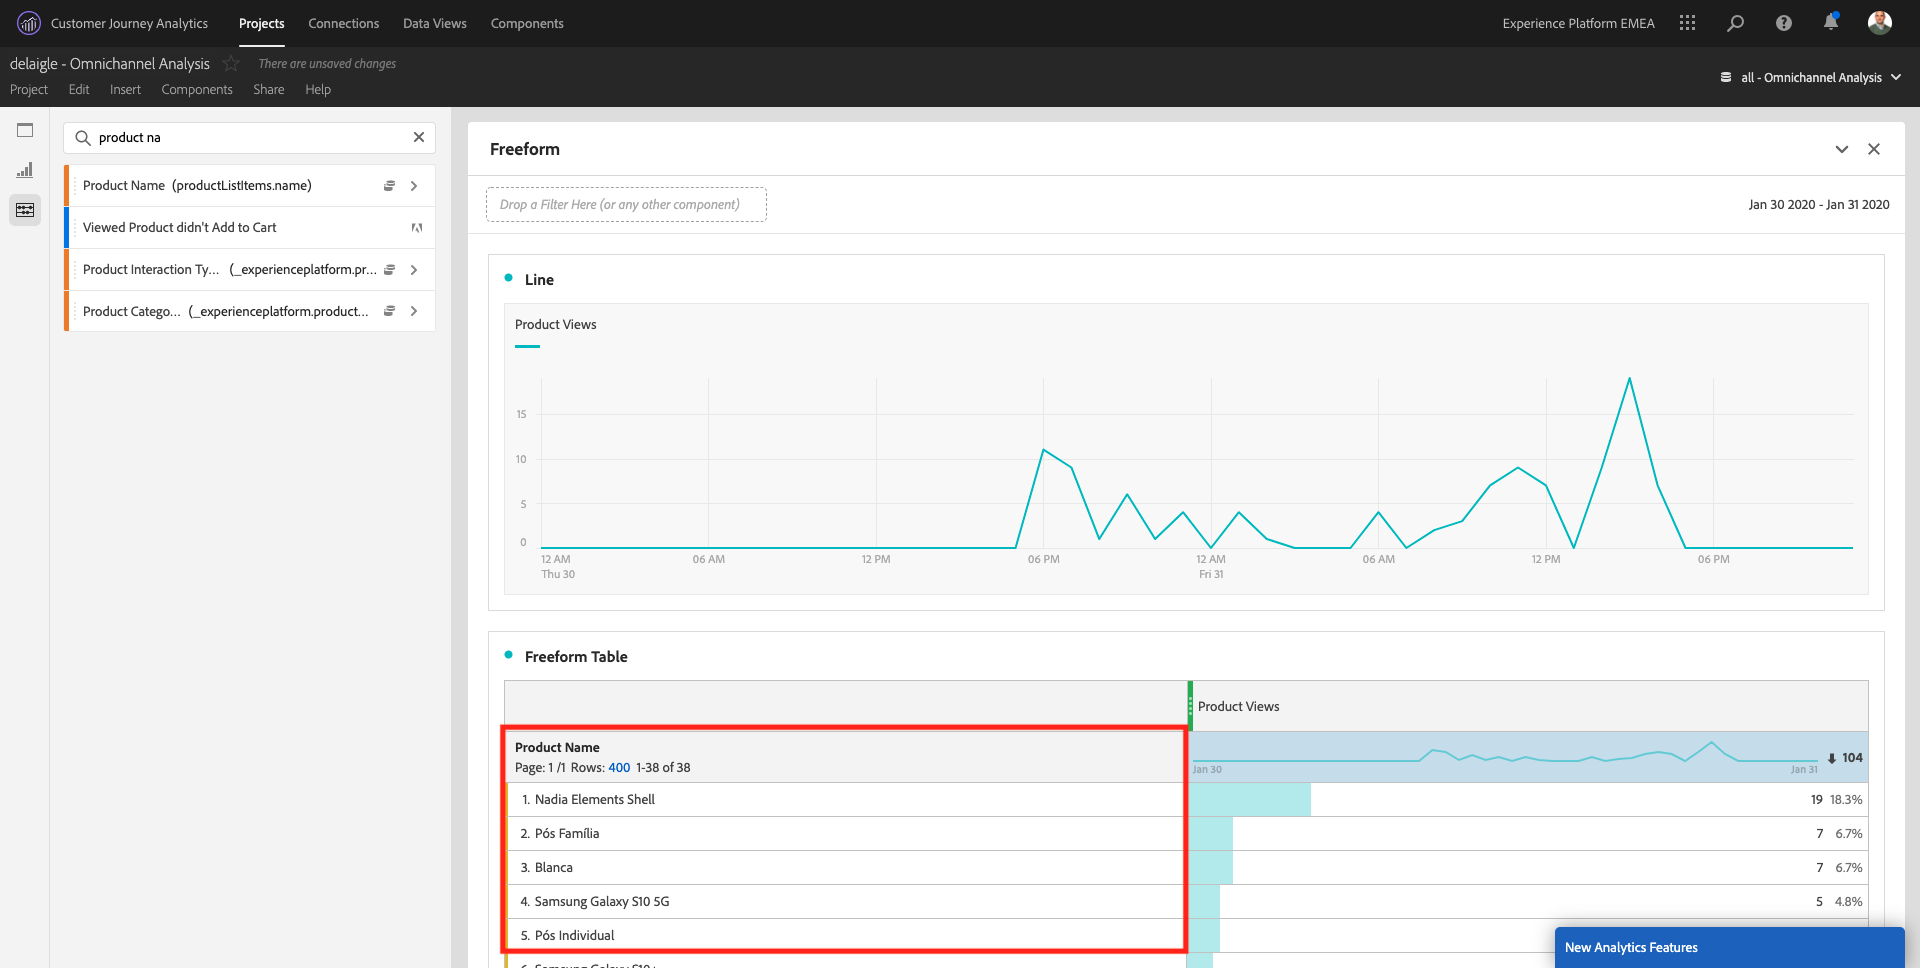 Customer Journey Analytics Projects Connections Data Views Components Experience Platform EMEA
delaigle - Omnichannel Analysis There are unsaved changes
all - Omnichannel Analysis
Project Edit Insert Components Share Help
product na
Product Name (productListItems.name)
Viewed Product didn't Add to Cart
Product Interaction Ty... (_experienceplatform.pr...
Product Catego... (_experienceplatform.product...
Freeform
Drop a Filter Here (or any other component)
Jan 30 2020 - Jan 31 2020
Line
Product Views
15
10
5
0
12 AM 06 AM 12 PM 06 PM 12 AM 06 AM 12 PM 06 PM
Thu 30 Fri 31
Freeform Table
Product Views
Product Name
Page: 1 /1 Rows: 400 1-38 of 38
Jan 30 Jan 31 104
1. Nadia Elements Shell 19 18.3%
2. Pós Família 7 6.7%
3. Blanca 7 6.7%
4. Samsung Galaxy S10 5G 5 4.8%
5. Pós Individual
New Analytics Features